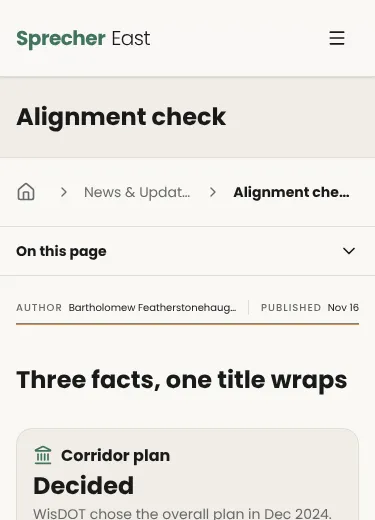 Sprecher East
Alignment check
News & Updat... Alignment che...
On this page
AUTHOR Bartholomew Featherstonehaug... PUBLISHED Nov 16
Three facts, one title wraps
Corridor plan
Decided
WisDOT chose the overall plan in Dec 2024.